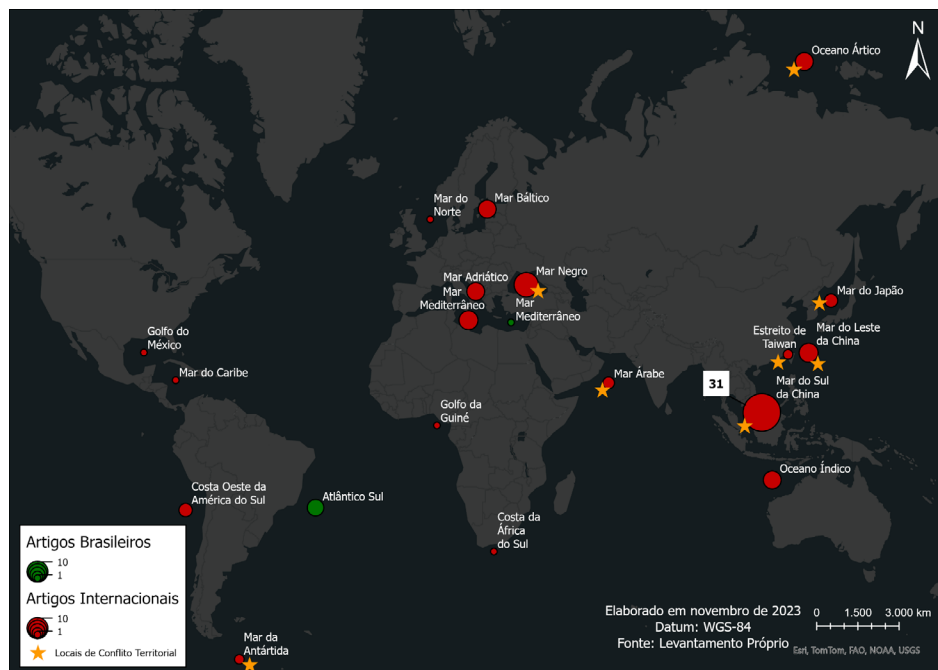 N
Oceano Ártico
Mar do
Norte
Mar Báltico
Mar Adriático
Mar Negro
Mar
Mediterrâneo
Mar
Mediterrâneo
Mar do Japão
Golfo do
México
Estreito de
Taiwan
Mar do Leste
da China
Mar do Caribe
Mar Árabe
31
Mar do Sul
da China
Golfo da
Guiné
Oceano Índico
Costa Oeste da
América do Sul
Atlântico Sul
Costa da
África
do Sul
Artigos Brasileiros
10
1
Artigos Internacionais
10
1
Locais de Conflito Territorial
Mar da
Antártida
Elaborado em novembro de 2023
Datum: WGS-84
Fonte: Levantamento Próprio
0 1.500 3.000 km
Esri, TomTom, FAO, NOAA, USGS